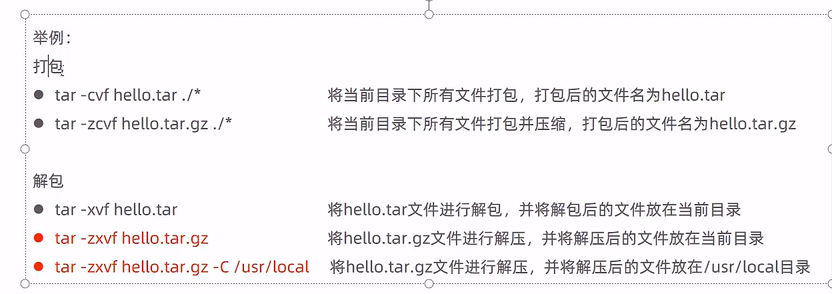 举例：
打包
tar -cvf hello.tar ./* 将当前目录下所有文件打包，打包后的文件名为hello.tar
tar -zcvf hello.tar.gz ./* 将当前目录下所有文件打包并压缩，打包后的文件名为hello.tar.gz
解包
tar -xvf hello.tar 将hello.tar文件进行解包，并将解包后的文件放在当前目录
tar -zxvf hello.tar.gz 将hello.tar.gz文件进行解压，并将解压后的文件放在当前目录
tar -zxvf hello.tar.gz -C /usr/local 将hello.tar.gz文件进行解压，并将解压后的文件放在/usr/local目录